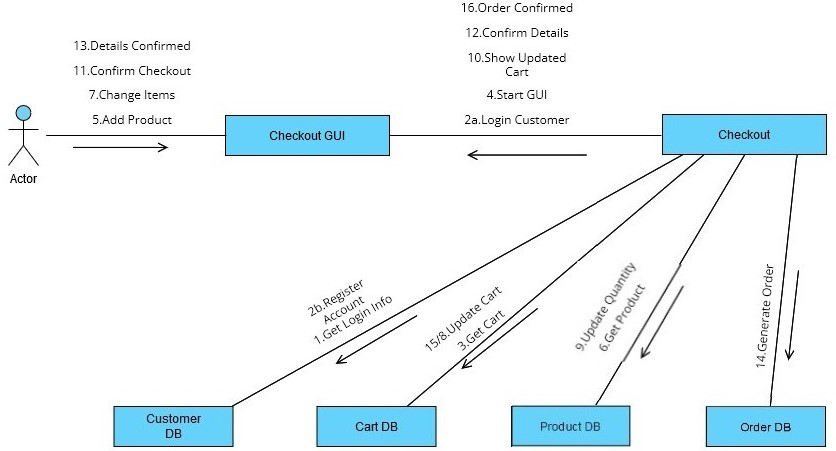 16.Order Confirmed
12.Confirm Details
10.Show Updated
Cart
4.Start GUI
2a.Login Customer
13.Details Confirmed
11.Confirm Checkout
7.Change Items
5.Add Product
Actor
Checkout GUI
Checkout
2b.Register
Account
1.Get Login Info
15/8.Update Cart
3.Get Cart
9.Update Quantity
6.Get Product
14.Generate Order
Customer
DB
Cart DB
Product DB
Order DB